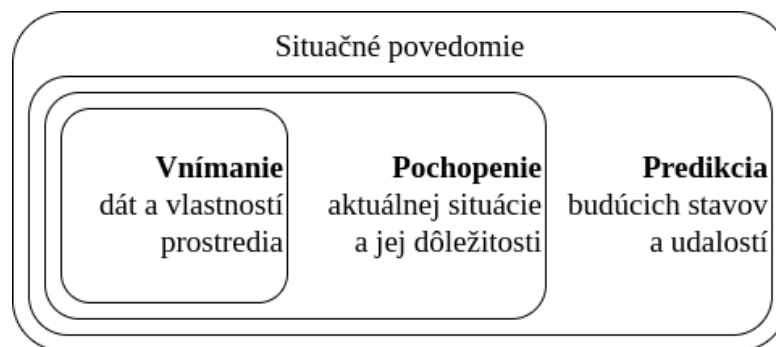 Situačné povedomie
Vnímanie
dát a vlastností
prostredia
Pochopenie
aktuálnej situácie
a jej dôležitosti
Predikcia
budúcich stavov
a udalostí